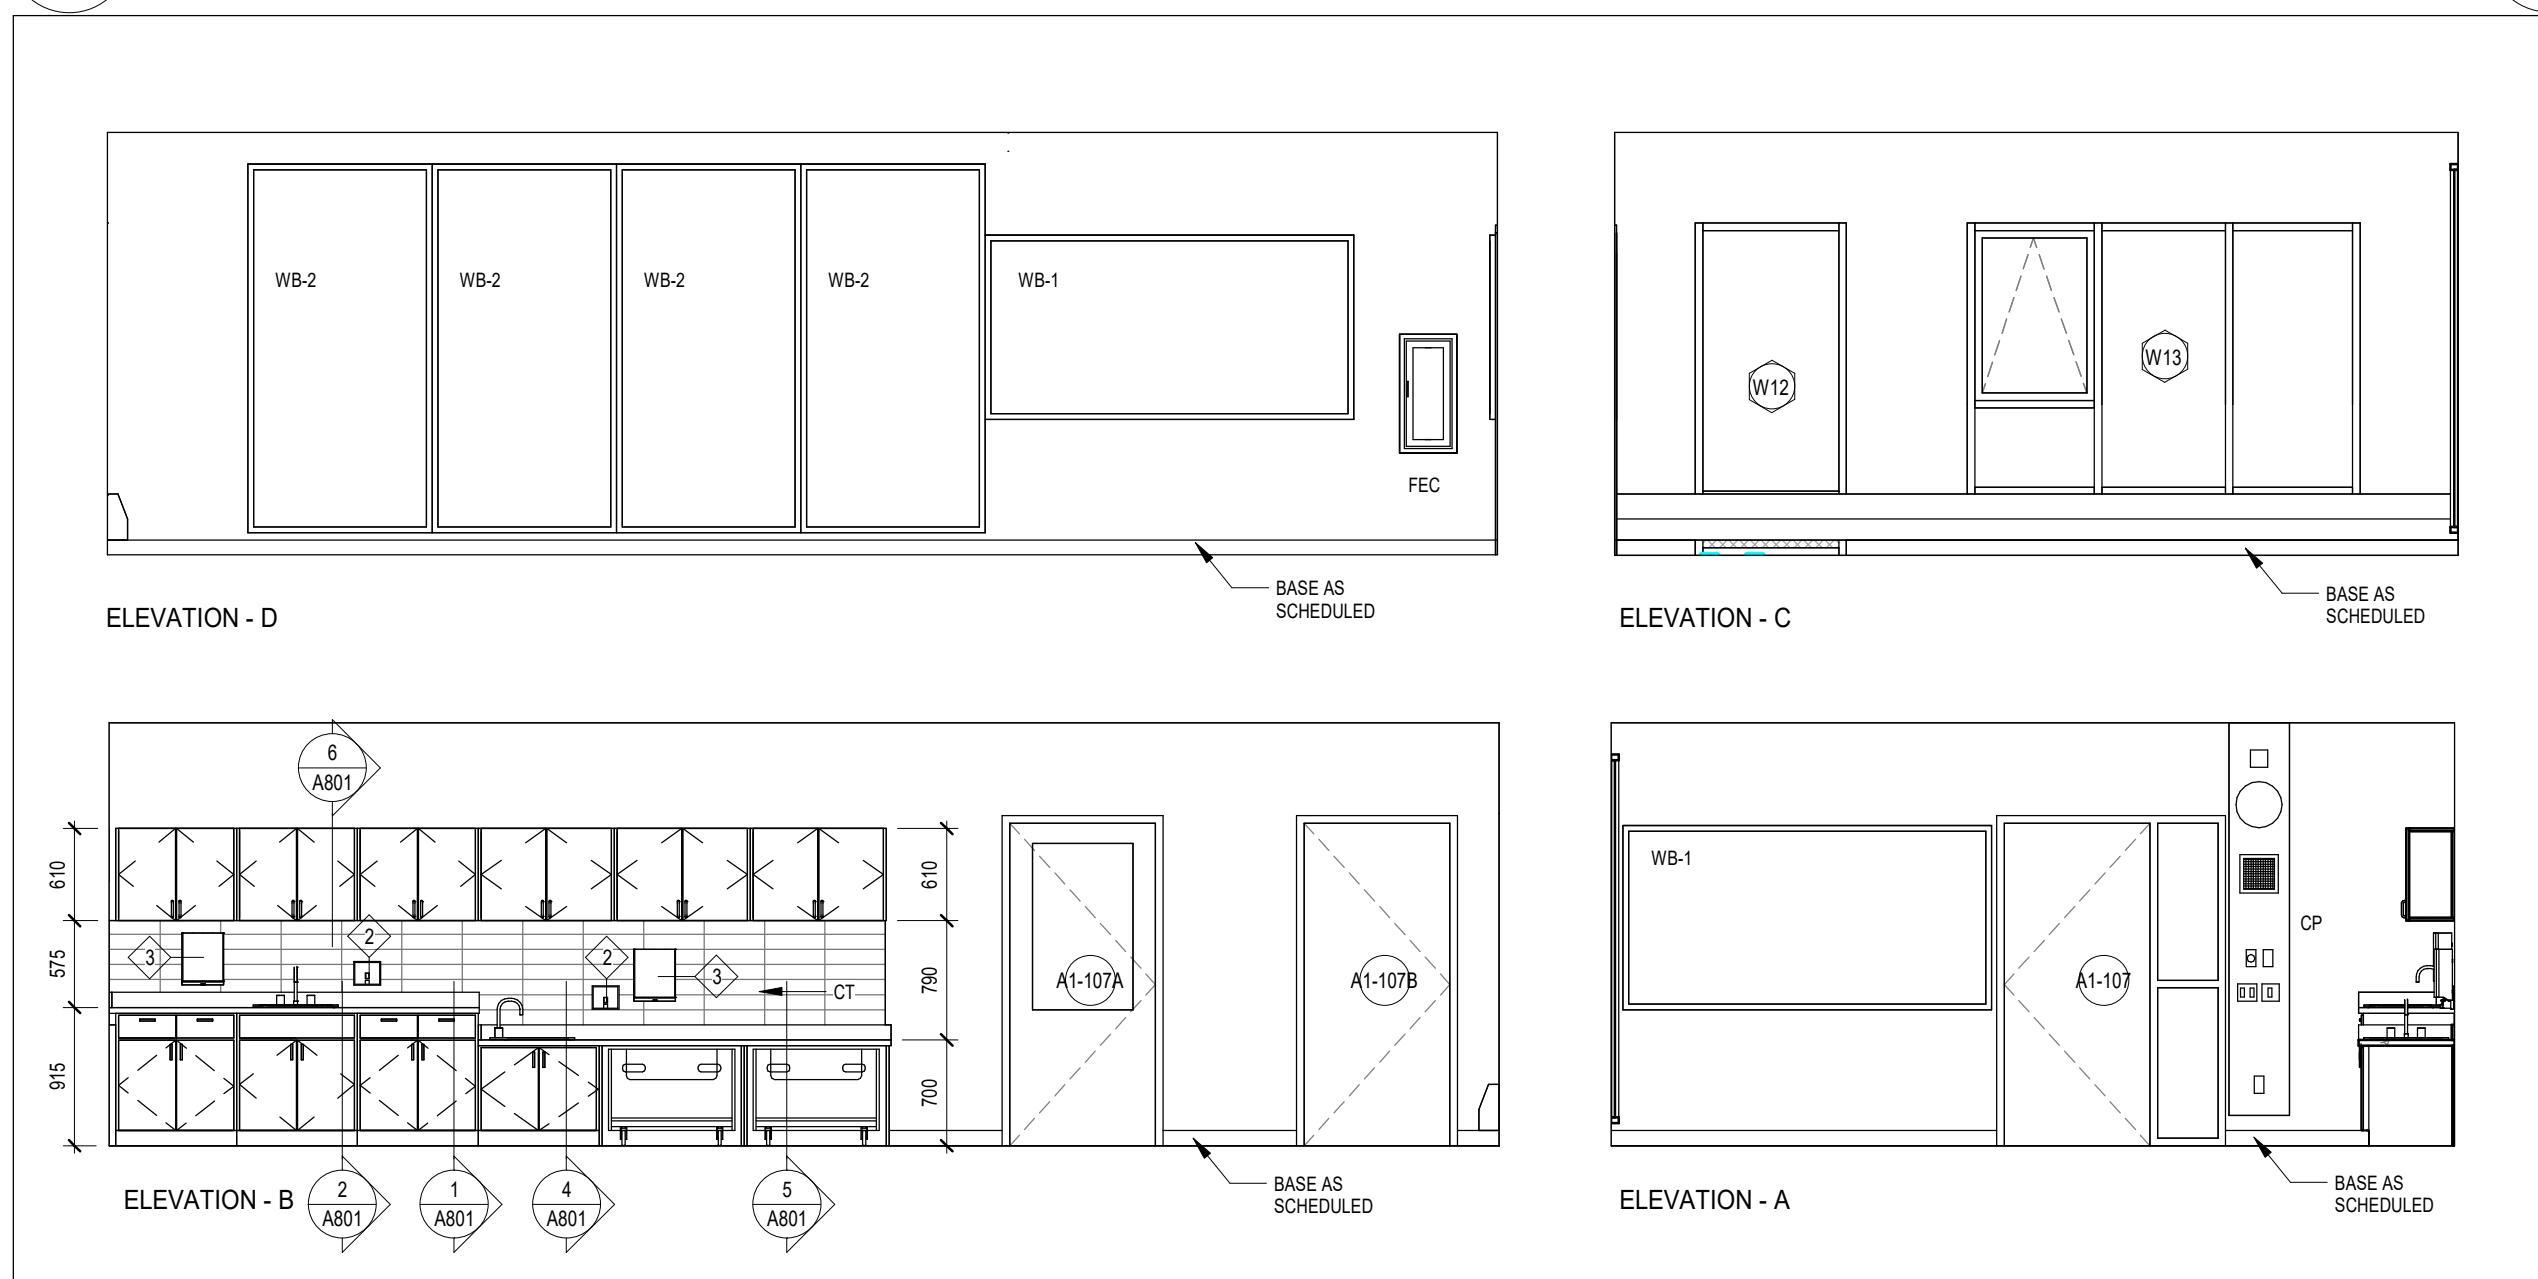 WB-2
WB-2
WB-2
WB-2
WB-1
FEC
BASE AS
SCHEDULED
ELEVATION - D
W12
W13
BASE AS
SCHEDULED
ELEVATION - C
6
A801
610
575
915
3
2
2
3
CT
610
790
700
A1-107A
A1-107B
BASE AS
SCHEDULED
ELEVATION - B
2
A801
1
A801
4
A801
5
A801
WB-1
A1-107
CP
BASE AS
SCHEDULED
ELEVATION - A